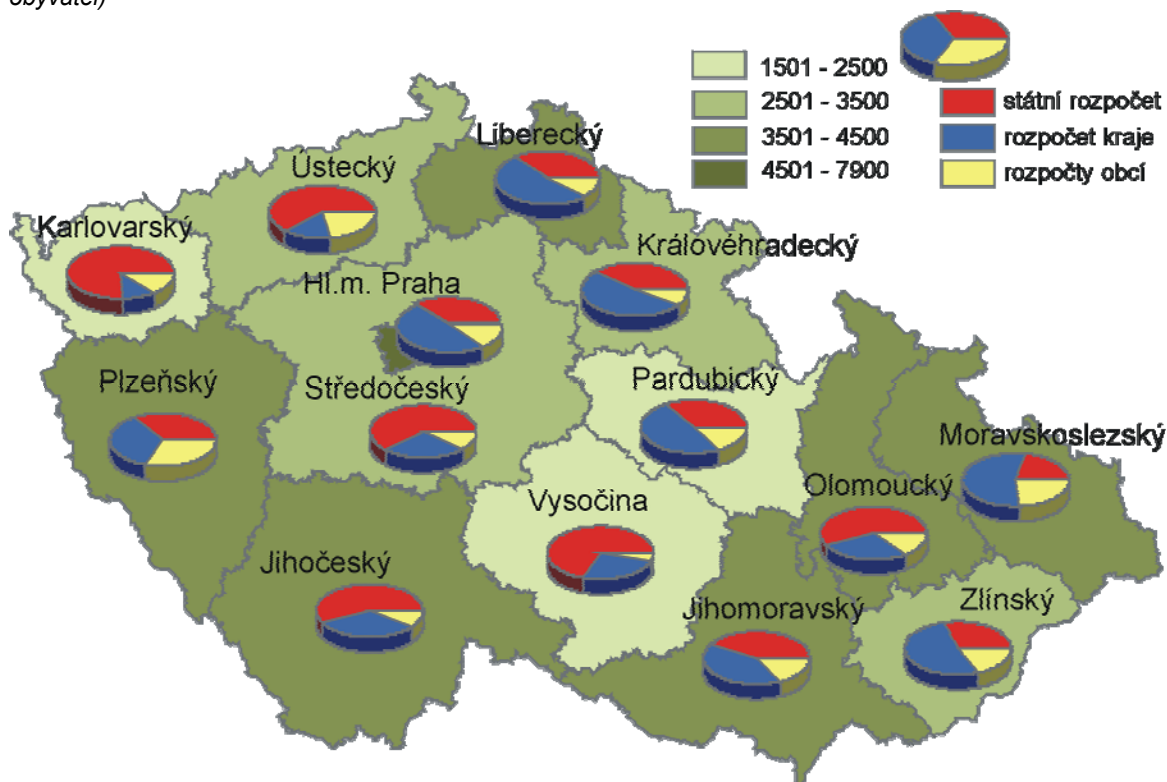 obyvatel)
1501 - 2500
2501 - 3500
3501 - 4500
4501 - 7900
státní rozpočet
rozpočet kraje
rozpočty obcí
Líberecký
Ústecký
Karlovarský
Královéhradecký
Hl.m. Praha
Plzeňský
Středočeský
Pardubický
Moravskoslezský
Olomoucký
Vysočina
Jihočeský
Jihomoravský
Zlínský